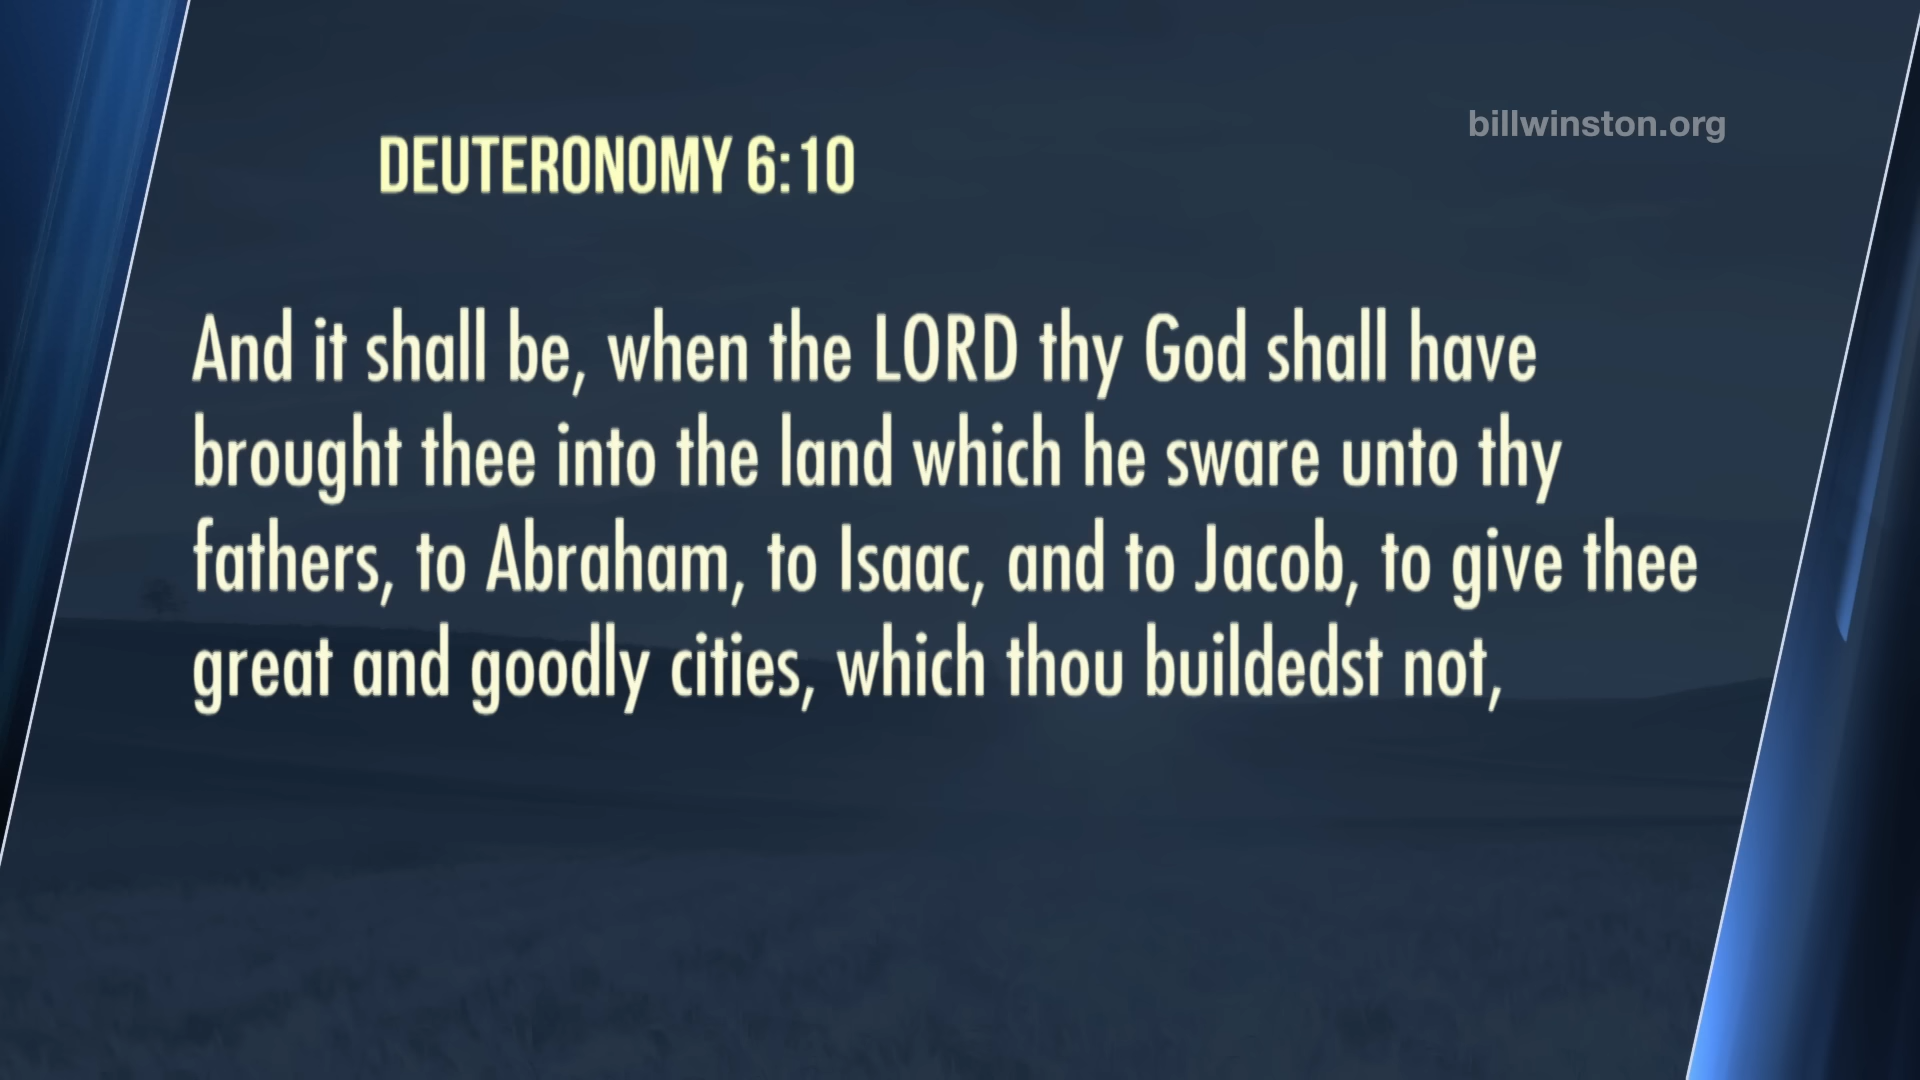 billwinston.org
DEUTERONOMY 6:10
And it shall be, when the LORD thy God shall have
brought thee into the land which he sware unto thy
fathers, to Abraham, to Isaac, and to Jacob, to give thee
great and goodly cities, which thou buildedst not,